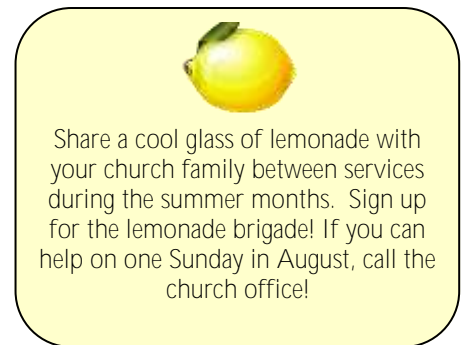 Share a cool glass of lemonade with
your church family between services
during the summer months.  Sign up
for the lemonade brigade! If you can
help on one Sunday in August, call the
church office!